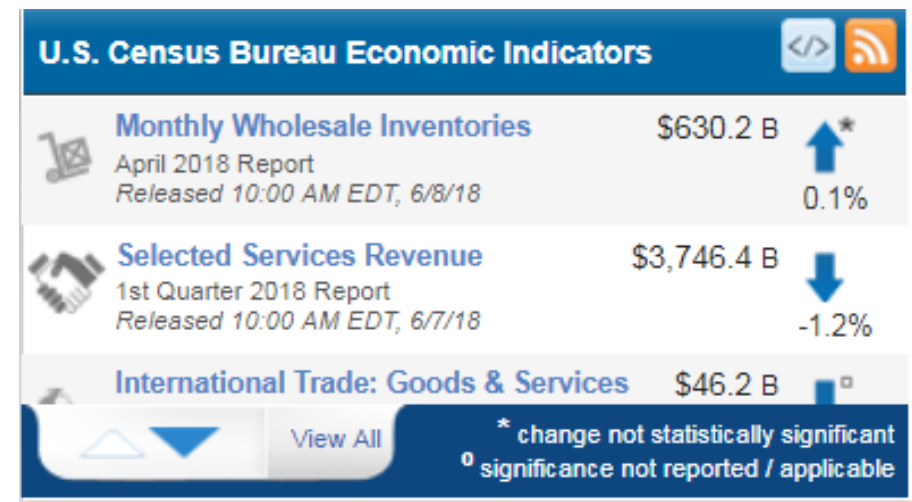 U.S. Census Bureau Economic Indicators </>
Monthly Wholesale Inventories $630.2 B *
April 2018 Report
Released 10:00 AM EDT, 6/8/18 0.1%
Selected Services Revenue $3,746.4 B
1st Quarter 2018 Report
Released 10:00 AM EDT, 6/7/18 -1.2%
International Trade: Goods & Services $46.2 B o
View All
* change not statistically significant
o significance not reported / applicable